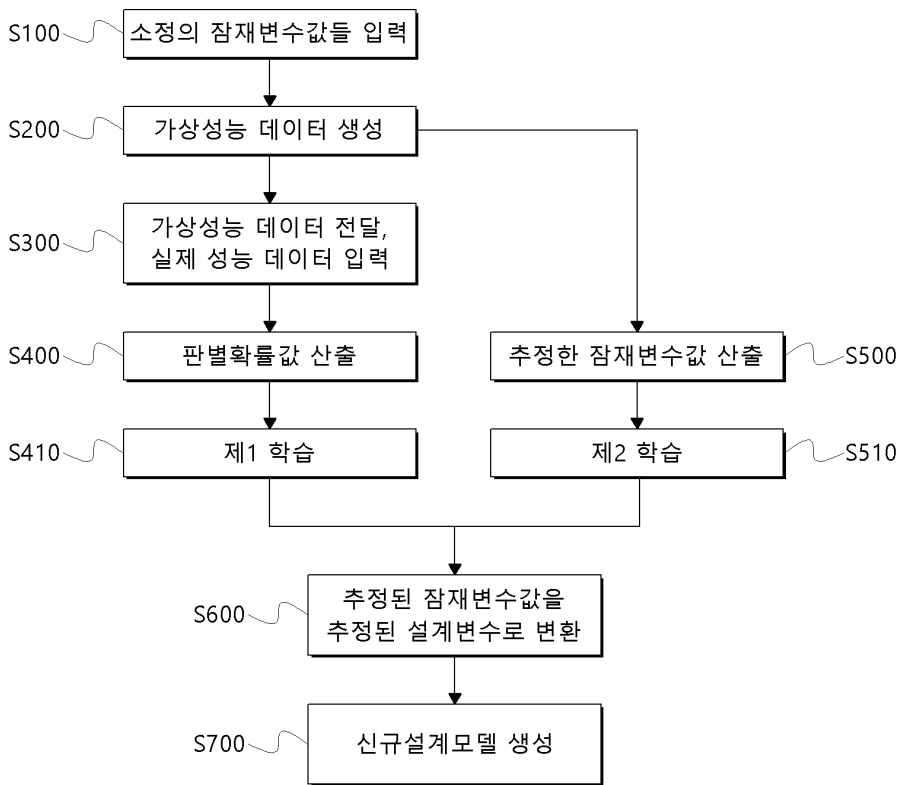 S100
소정의 잠재변수값들 입력
S200
가상성능 데이터 생성
S300
가상성능 데이터 전달,
실제 성능 데이터 입력
S400
판별확률값 산출
추정한 잠재변수값 산출
S500
S410
제1 학습
제2 학습
S510
S600
추정된 잠재변수값을
추정된 설계변수로 변환
S700
신규설계모델 생성